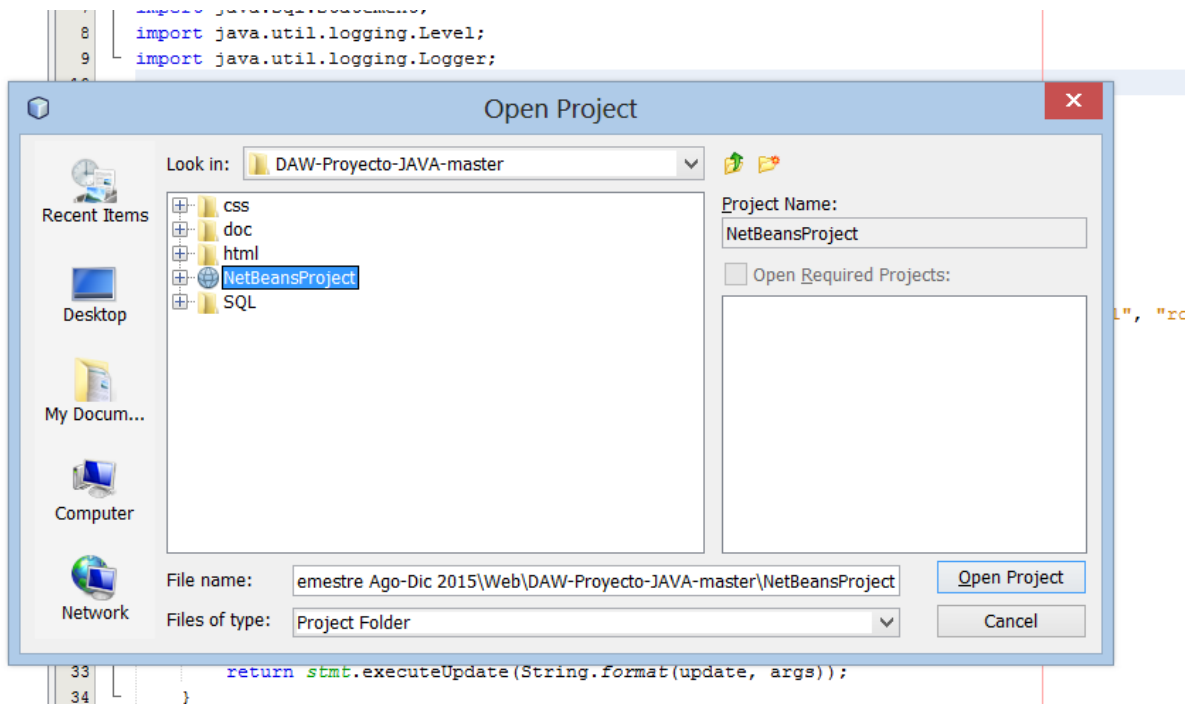 8 import java.util.logging.Level;
9 import java.util.logging.Logger;
Open Project
Look in: DAW-Proyecto-JAVA-master
Recent Items
Desktop
My Docum...
Computer
Network
css
doc
html
NetBeansProject
SQL
Project Name:
NetBeansProject
Open Required Projects:
File name: emestre Ago-Dic 2015\Web\DAW-Proyecto-JAVA-master\NetBeansProject
Open Project
Files of type: Project Folder
Cancel
", "ro
33 return stmt.executeUpdate(String.format(update, args));
34 }